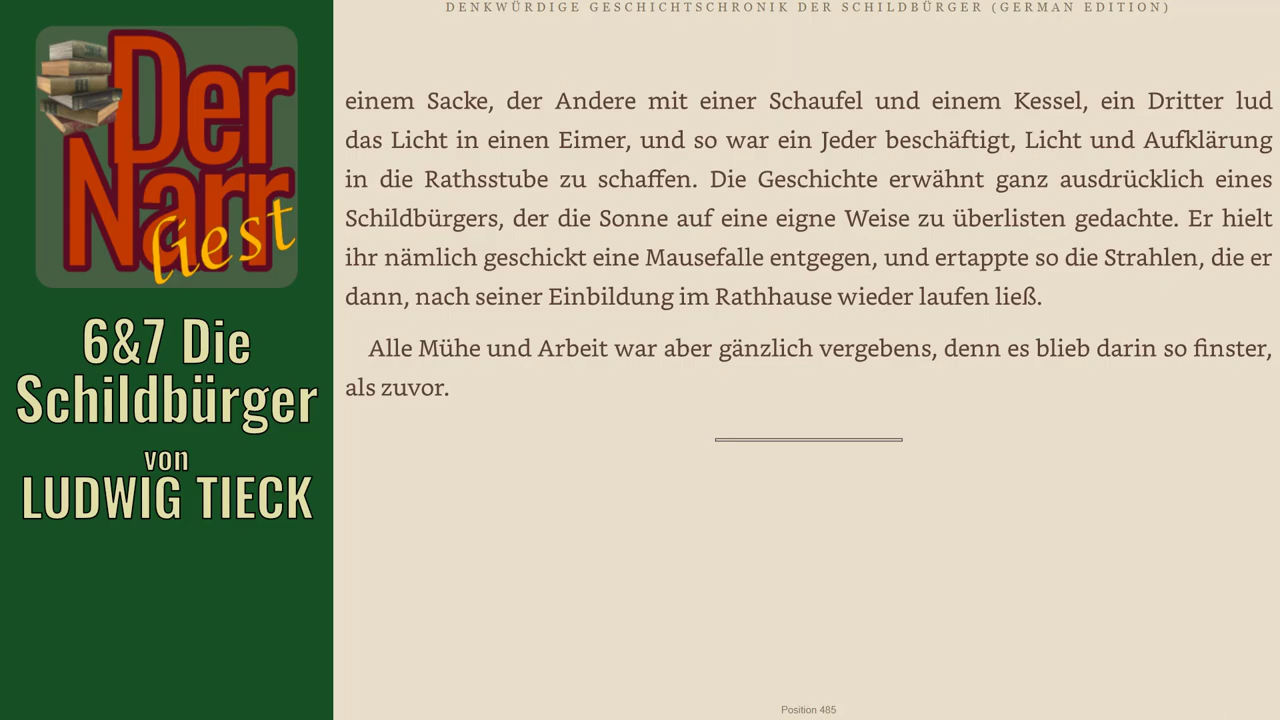 Der
Narr
liest
6&7 Die
Schildbürger
von
LUDWIG TIECK
DENKWÜRDIGE GESCHICHTSCHRONIK DER SCHILDBÜRGER (GERMAN EDITION)
einem Sacke, der Andere mit einer Schaufel und einem Kessel, ein Dritter lud
das Licht in einen Eimer, und so war ein Jeder beschäftigt, Licht und Aufklärung
in die Rathsstube zu schaffen. Die Geschichte erwähnt ganz ausdrücklich eines
Schildbürgers, der die Sonne auf eine eigne Weise zu überlisten gedachte. Er hielt
ihr nämlich geschickt eine Mausefalle entgegen, und ertappte so die Strahlen, die er
dann, nach seiner Einbildung im Rathhause wieder laufen ließ.
Alle Mühe und Arbeit war aber gänzlich vergebens, denn es blieb darin so finster,
als zuvor.
Position 485